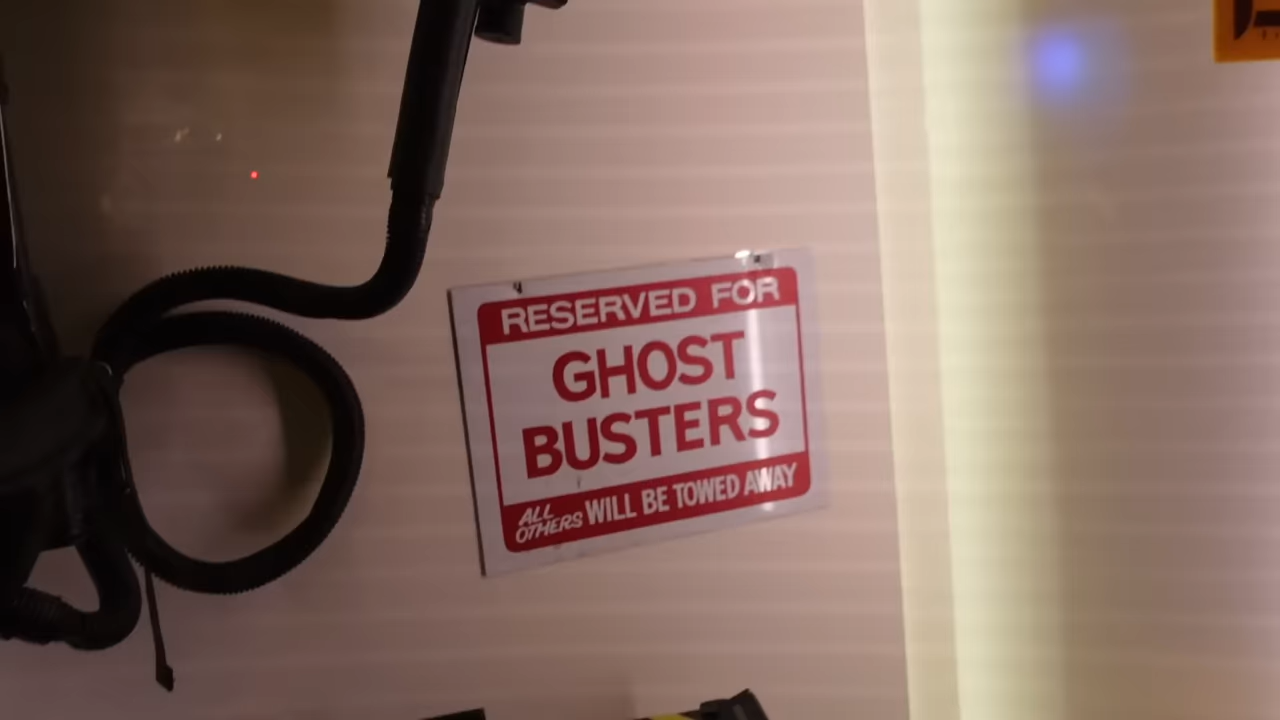 RESERVED FOR
GHOST
BUSTERS
ALL
OTHERS WILL BE TOWED AWAY